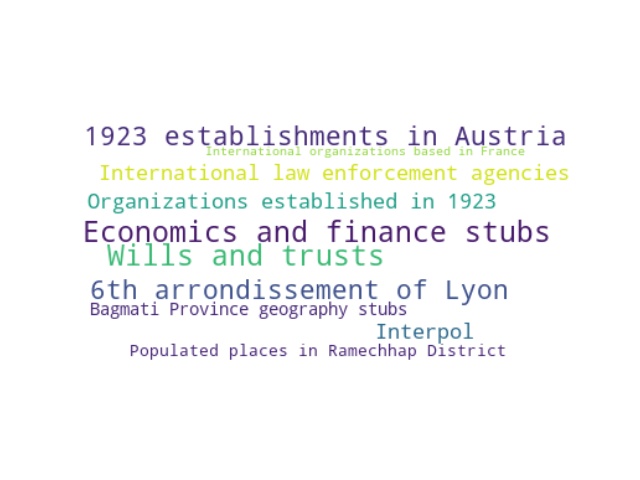 1923 establishments in Austria
International organizations based in France
International law enforcement agencies
Organizations established in 1923
Economics and finance stubs
Wills and trusts
6th arrondissement of Lyon
Bagmati Province geography stubs
Interpol
Populated places in Ramechhap District